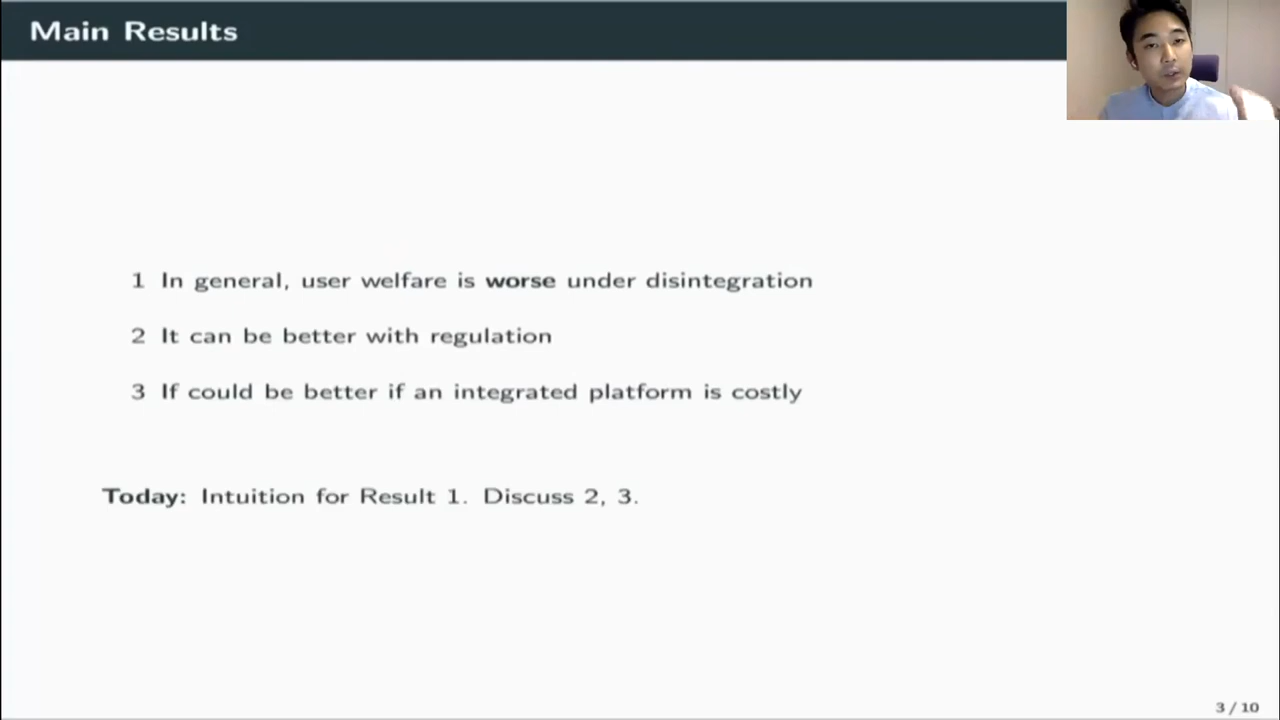 Main Results
1 In general, user welfare is worse under disintegration
2 It can be better with regulation
3 If could be better if an integrated platform is costly
Today: Intuition for Result 1. Discuss 2, 3.
3 / 10